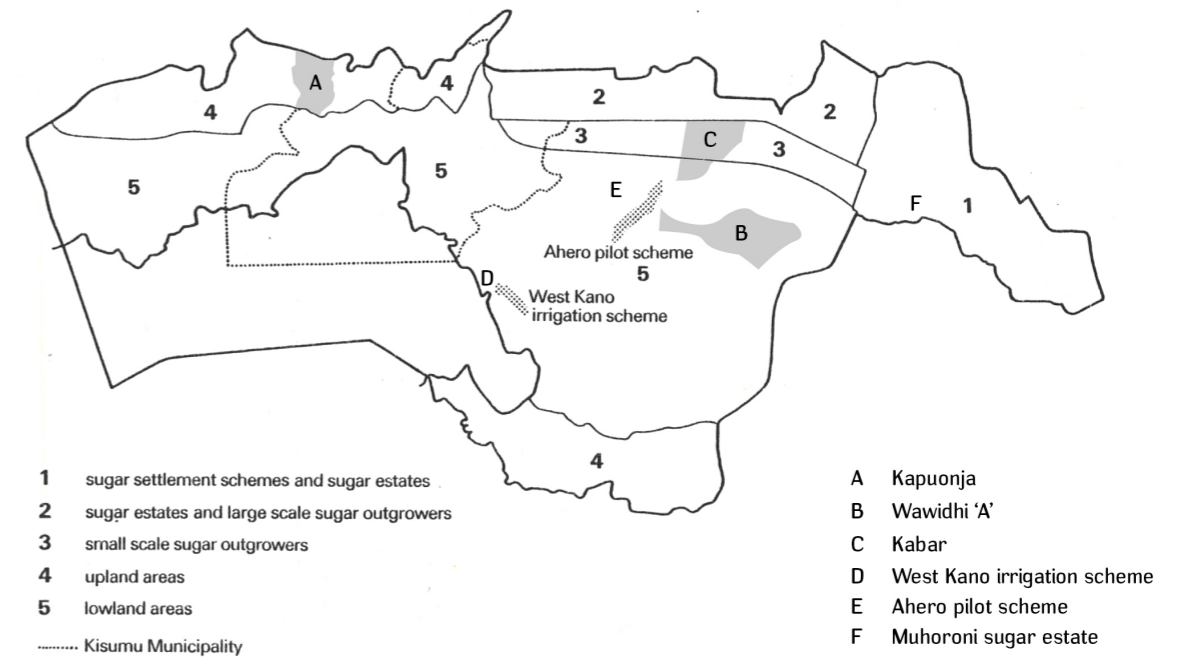 A
4
4
2
2
3
C
3
5
5
E
F
1
B
Ahero pilot scheme
5
D
West Kano
irrigation scheme
4
1 sugar settlement schemes and sugar estates
2 sugar estates and large scale sugar outgrowers
3 small scale sugar outgrowers
4 upland areas
5 lowland areas
Kisumu Municipality
A Kapuonja
B Wawidhi ‘A’
C Kabar
D West Kano irrigation scheme
E Ahero pilot scheme
F Muhoroni sugar estate